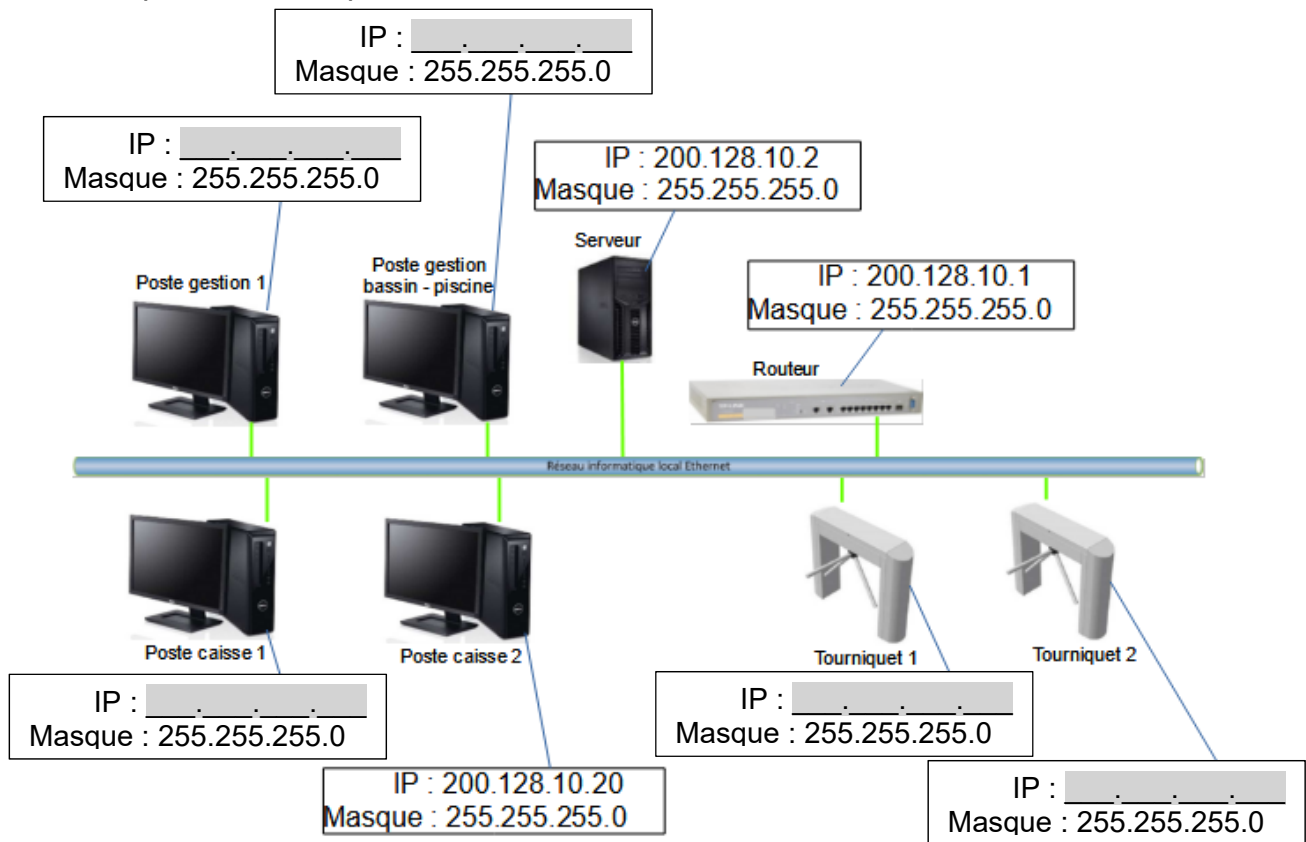 IP : ___.___.___.___
Masque : 255.255.255.0
IP : ___.___.___.___
Masque : 255.255.255.0
IP : 200.128.10.2
Masque : 255.255.255.0
Serveur
Poste gestion 1
Poste gestion
bassin - piscine
IP : 200.128.10.1
Masque : 255.255.255.0
Routeur
Réseau informatique local Ethernet
Poste caisse 1
Poste caisse 2
Tourniquet 1
Tourniquet 2
IP : ___.___.___.___
Masque : 255.255.255.0
IP : 200.128.10.20
Masque : 255.255.255.0
IP : ___.___.___.___
Masque : 255.255.255.0
IP : ___.___.___.___
Masque : 255.255.255.0